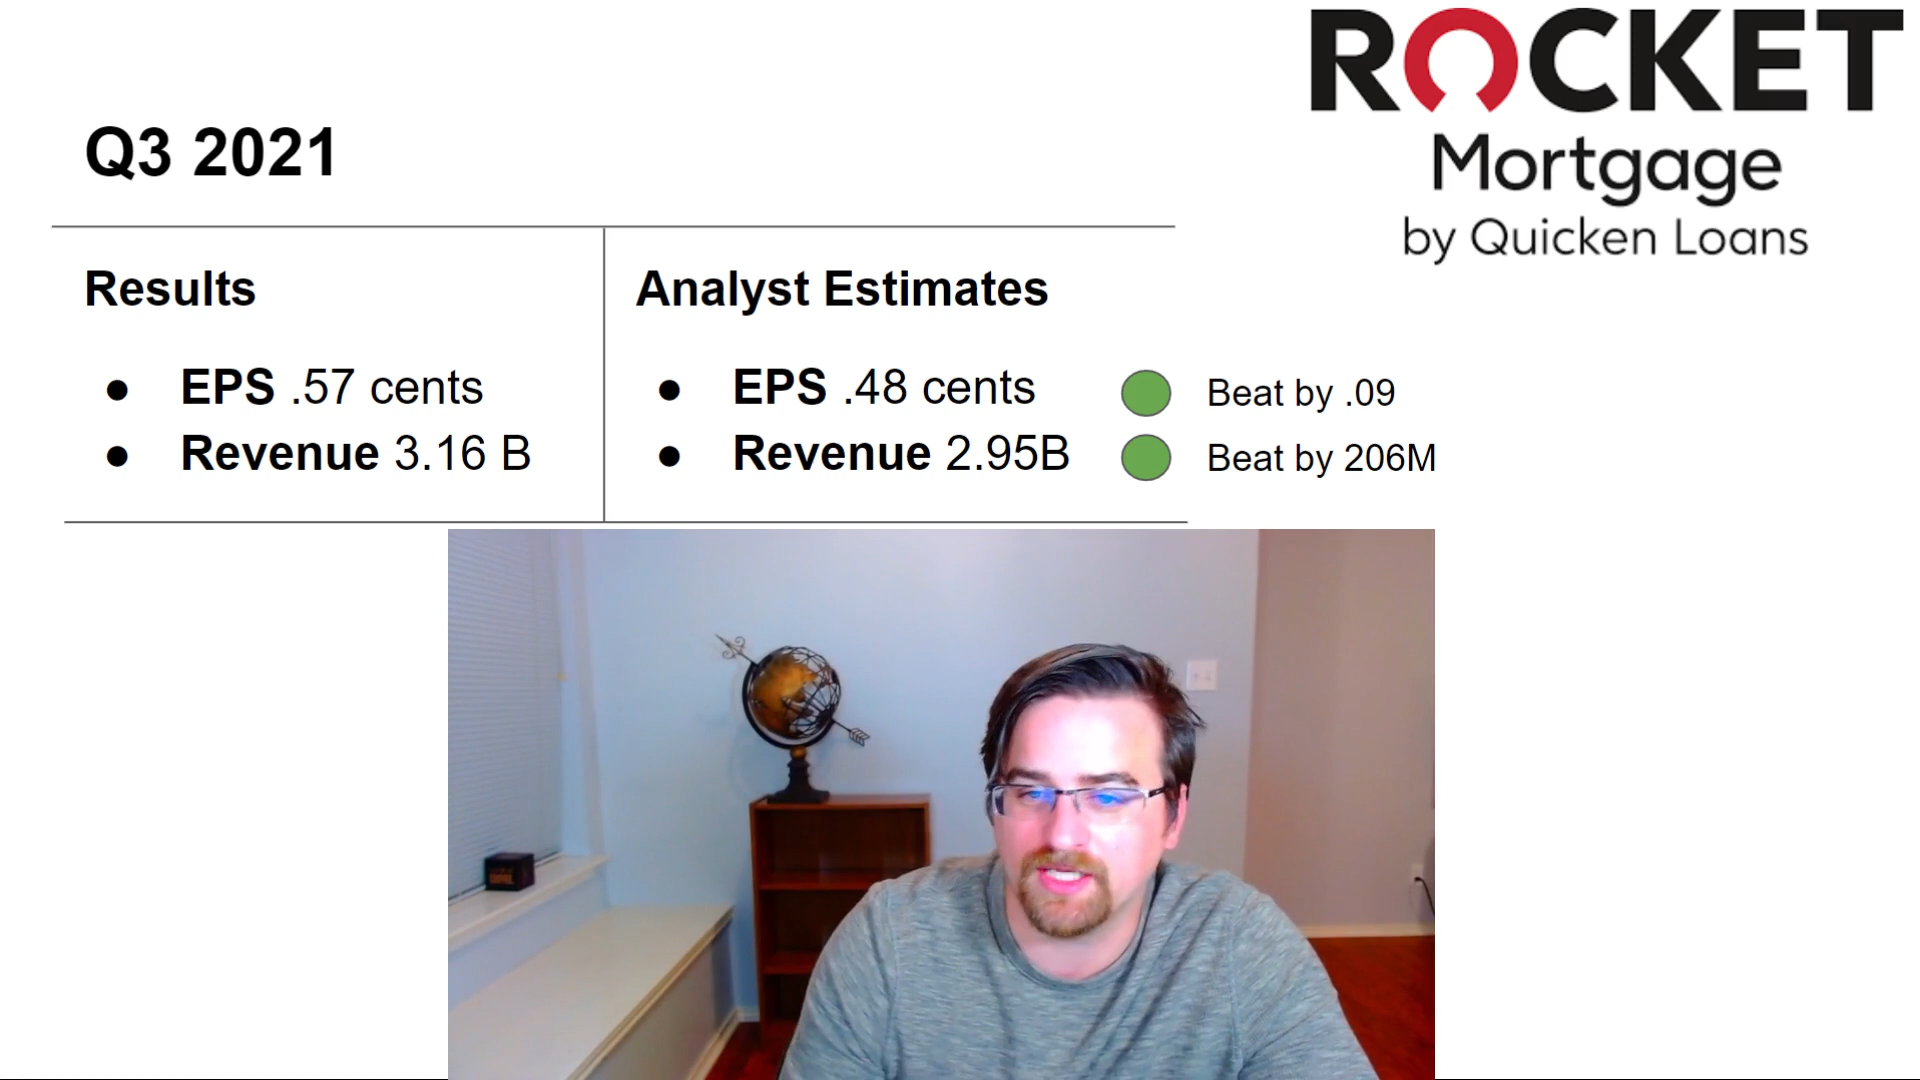 ROCKET
Mortgage
by Quicken Loans
Q3 2021
Results
Analyst Estimates
● EPS .57 cents
● EPS .48 cents
Beat by .09
● Revenue 3.16 B
● Revenue 2.95B
Beat by 206M